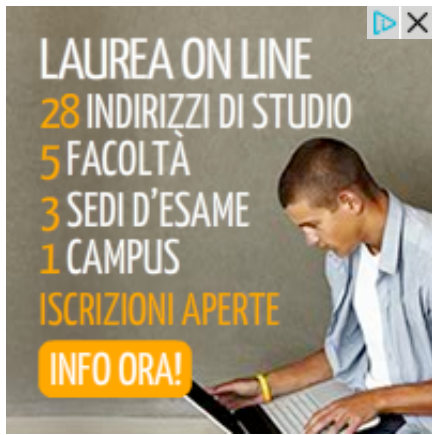 LAUREA ON LINE
28 INDIRIZZI DI STUDIO
5 FACOLTÀ
3 SEDI D'ESAME
1 CAMPUS
ISCRIZIONI APERTE
INFO ORA!